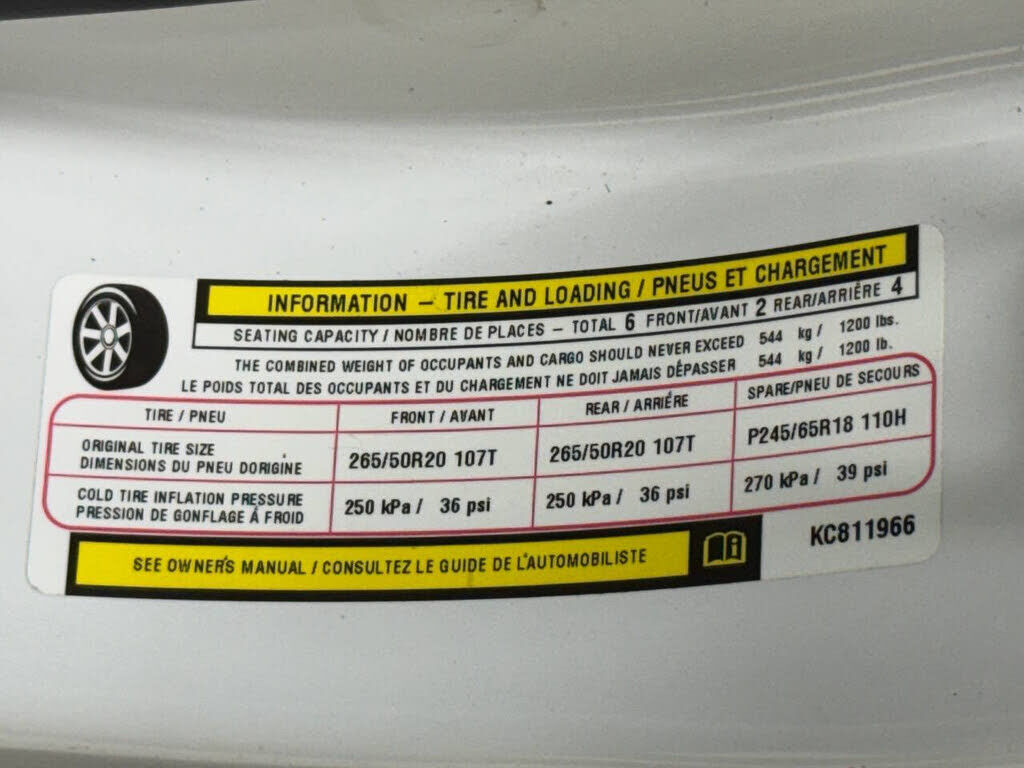 INFORMATION – TIRE AND LOADING / PNEUS ET CHARGEMENT
SEATING CAPACITY / NOMBRE DE PLACES – TOTAL 6 FRONT/AVANT 2 REAR/ARRIÈRE 4
THE COMBINED WEIGHT OF OCCUPANTS AND CARGO SHOULD NEVER EXCEED 544 kg / 1200 lbs.
LE POIDS TOTAL DES OCCUPANTS ET DU CHARGEMENT NE DOIT JAMAIS DÉPASSER 544 kg / 1200 lb.
TIRE / PNEU FRONT / AVANT REAR / ARRIÉRE SPARE/PNEU DE SECOURS
ORIGINAL TIRE SIZE
DIMENSIONS DU PNEU DORIGINE 265/50R20 107T 265/50R20 107T P245/65R18 110H
COLD TIRE INFLATION PRESSURE
PRESSION DE GONFLAGE Á FROID 250 kPa / 36 psi 250 kPa / 36 psi 270 kPa / 39 psi
SEE OWNER'S MANUAL / CONSULTEZ LE GUIDE DE L'AUTOMOBILISTE
KC811966